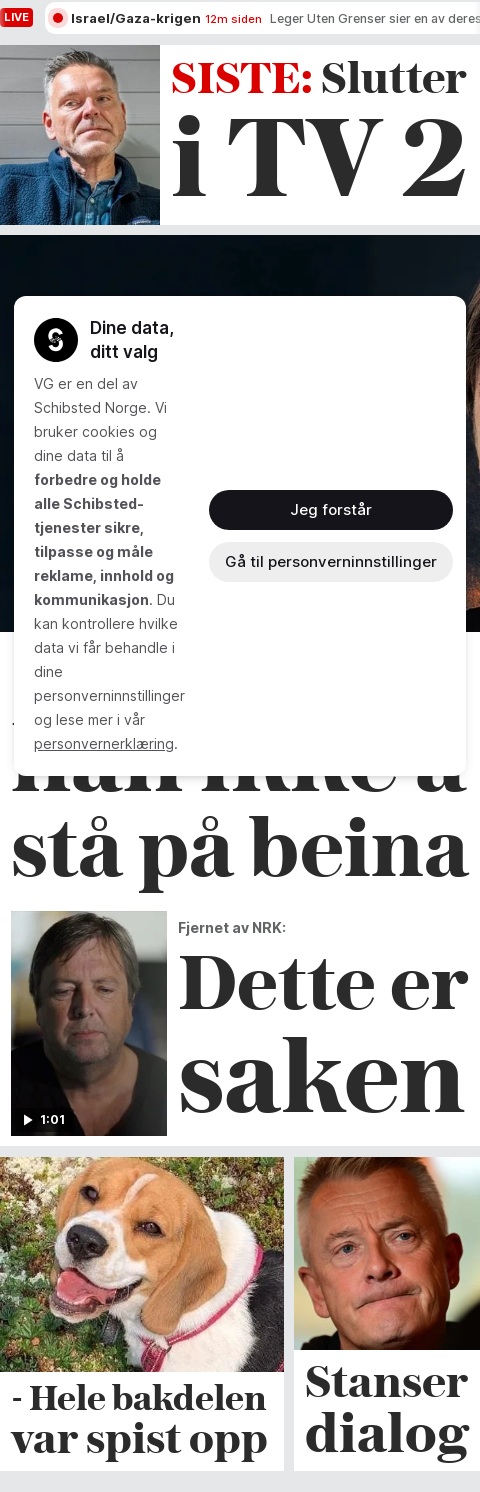 LIVE
Israel/Gaza-krigen 12m siden Leger Uten Grenser sier en av deres
SISTE: Slutter
i TV 2
Dine data,
ditt valg
VG er en del av
Schibsted Norge. Vi
bruker cookies og
dine data til å
forbedre og holde
alle Schibsted-
tjenester sikre,
tilpasse og måle
reklame, innhold og
kommunikasjon. Du
kan kontrollere hvilke
data vi får behandle i
dine
personverninnstillinger
og lese mer i vår
personvernerklæring.
Jeg forstår
Gå til personverninnstillinger
stå på beina
Fjernet av NRK:
Dette er
saken
1:01
- Hele bakdelen
var spist opp
Stanser
dialog